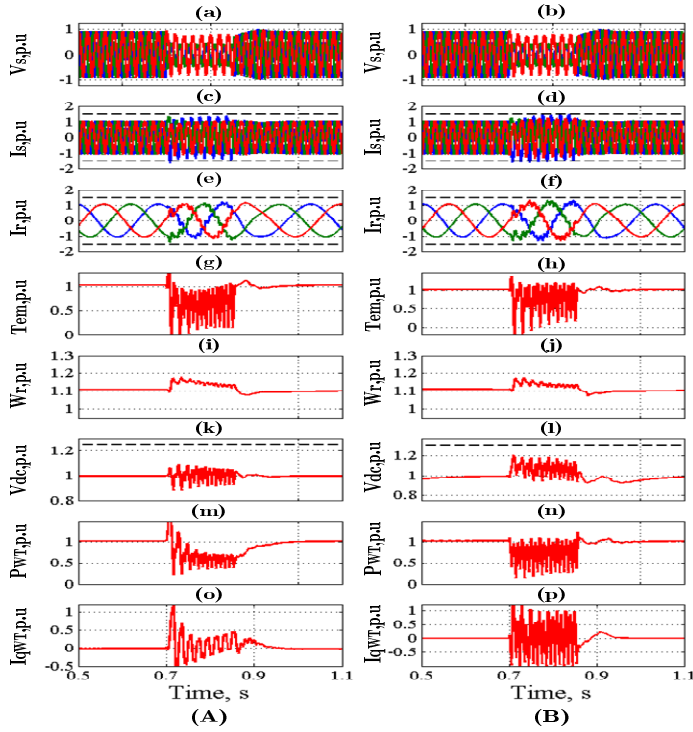 (a) (b)
Vs,p.u 1 0 -1 Vs,p.u 1 0 -1
(c) (d)
Is,p.u 2 1 0 -1 -2 Is,p.u 2 1 0 -1 -2
(e) (f)
Ir,p.u 2 1 0 -1 -2 Ir,p.u 2 1 0 -1 -2
(g) (h)
Tem,p.u 1 0.5 0 Tem,p.u 1 0.5 0
(i) (j)
Wr,p.u 1.3 1.2 1.1 1 Wr,p.u 1.3 1.2 1.1 1
(k) (l)
Vdc,p.u 1.2 1 0.8 Vdc,p.u 1.2 1 0.8
(m) (n)
PWT,p.u 1 0.5 0 PWT,p.u 1 0.5 0
(o) (p)
IqWT,p.u 1 0.5 0 -0.5 IqWT,p.u 1 0.5 0 -0.5
0.5 0.7 0.9 1.1 0.5 0.7 0.9 1.1
Time, s Time, s
(A) (B)